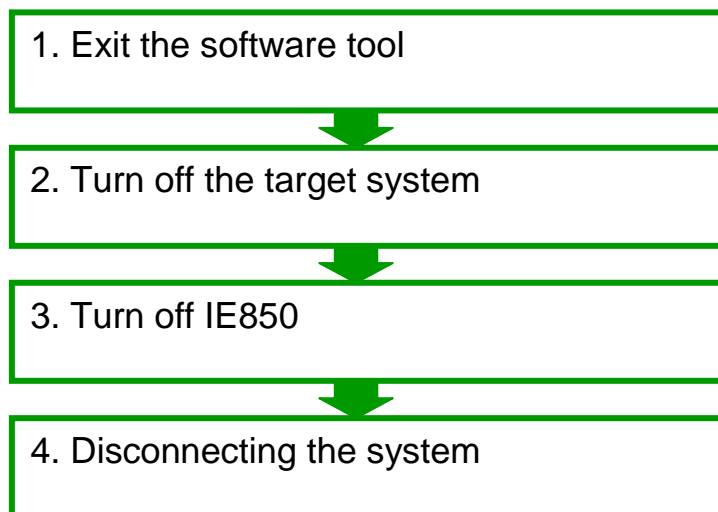 1. Exit the software tool
2. Turn off the target system
3. Turn off IE850
4. Disconnecting the system